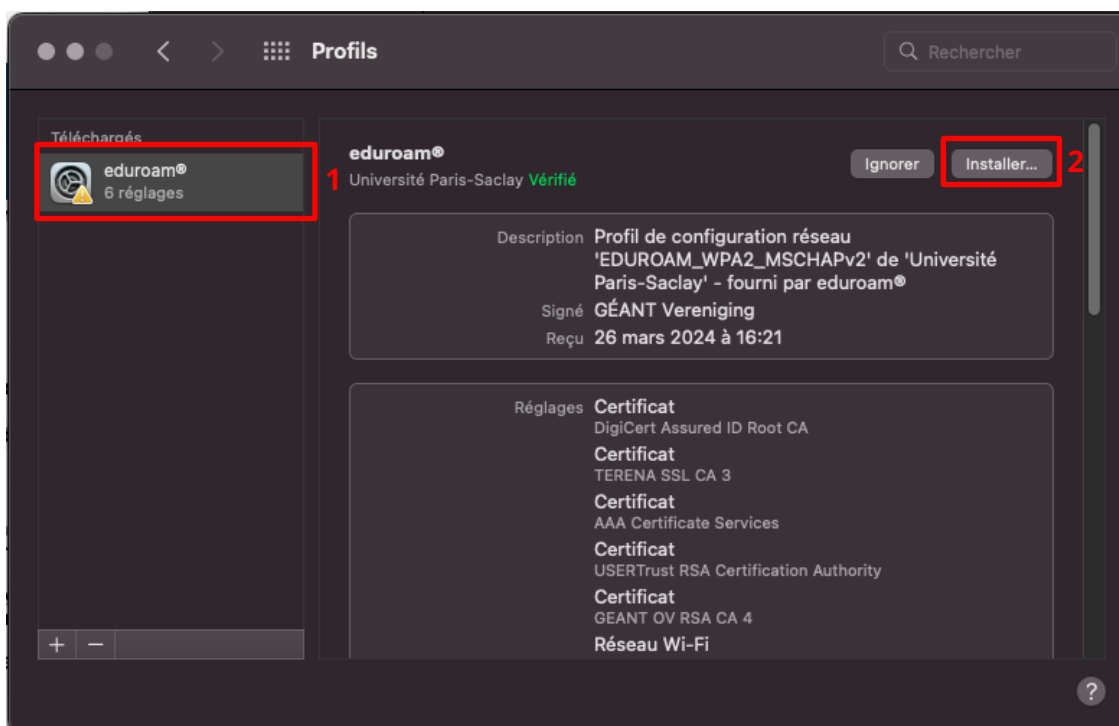 Profils
Rechercher
Téléchargés
eduroam®
6 réglages
1
eduroam®
Université Paris-Saclay Vérifié
Ignorer
Installer...
2
Description Profil de configuration réseau
'EDUROAM_WPA2_MSCHAPv2' de 'Université
Paris-Saclay' - fourni par eduroam®
Signé GÉANT Vereniging
Reçu 26 mars 2024 à 16:21
Réglages Certificat
DigiCert Assured ID Root CA
Certificat
TERENA SSL CA 3
Certificat
AAA Certificate Services
Certificat
USERTrust RSA Certification Authority
Certificat
GEANT OV RSA CA 4
Réseau Wi-Fi
+ −
?